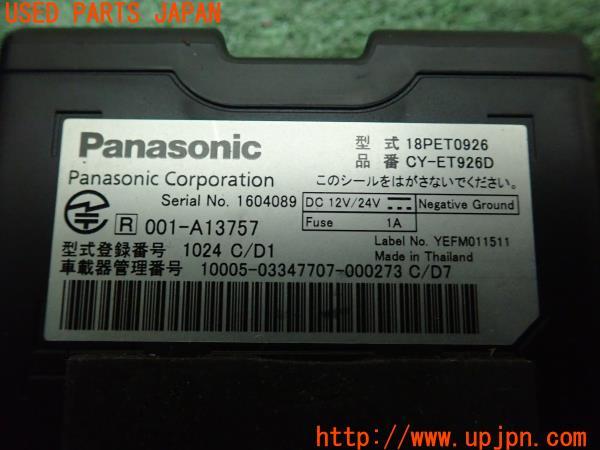 USED PARTS JAPAN
Panasonic
型式 18PET0926
品番 CY-ET926D
Panasonic Corporation
このシールをはがさないでください。
Serial No. 1604089
DC 12V/24V Negative Ground
Fuse 1A
R 001-A13757
Label No. YEFM011511
Made in Thailand
型式登録番号 1024 C/D1
車載器管理番号 10005-03347707-000273 C/D7
http://www.upjpn.com/